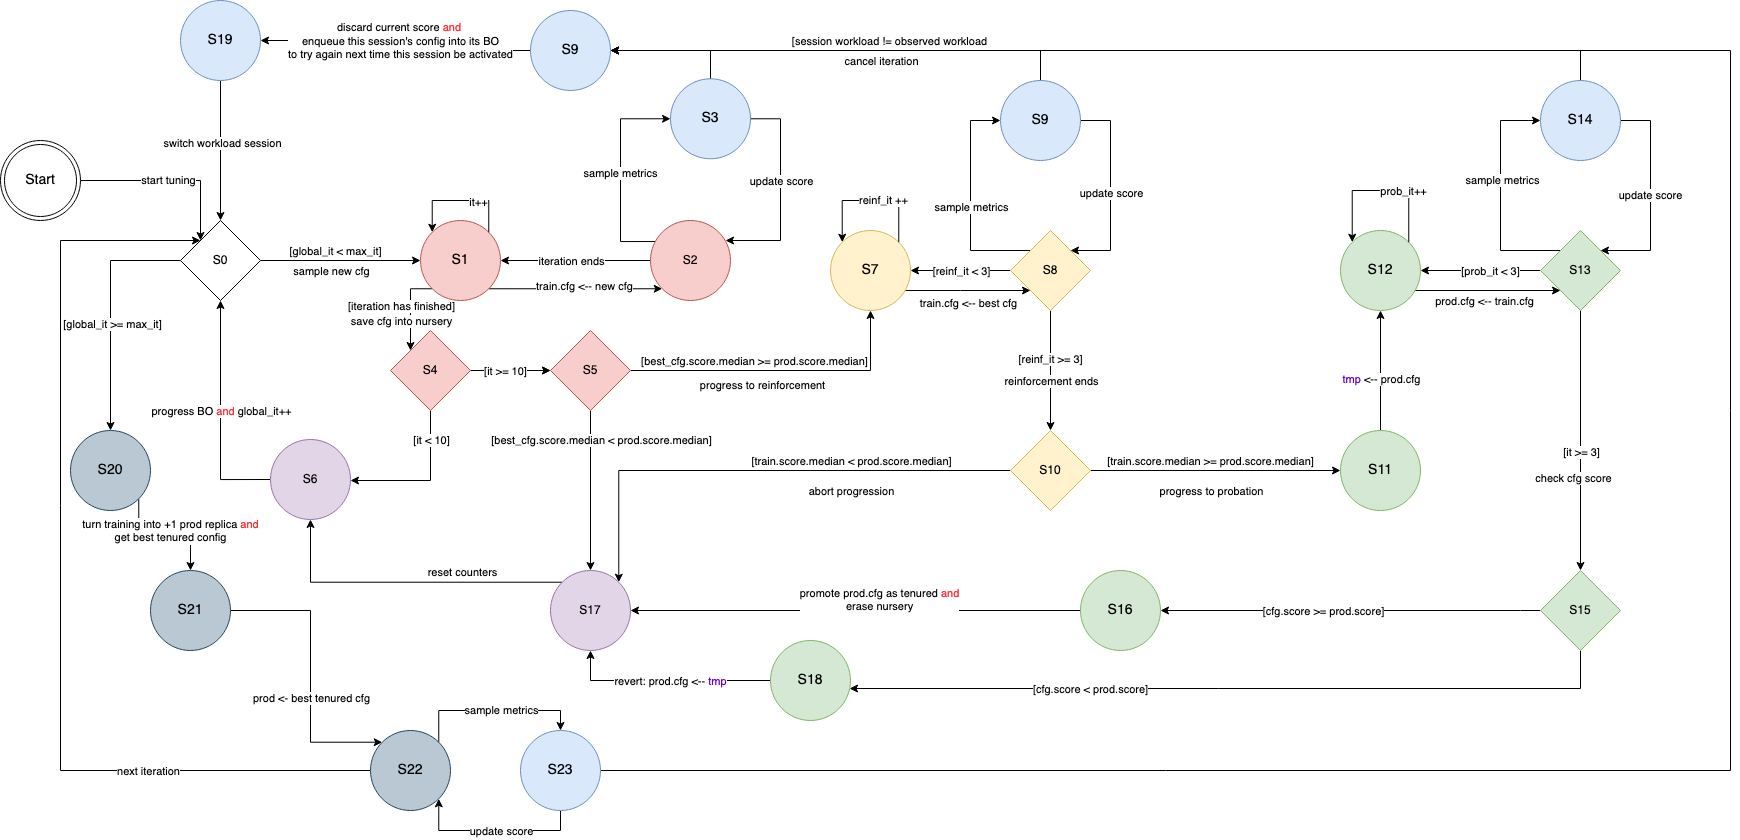 S19
discard current score and
enqueue this session's config into its BO
to try again next time this session be activated
S9
[session workload != observed workload
cancel iteration
S3
S9
S14
switch workload session
Start
start tuning
sample metrics
update score
sample metrics
update score
sample metrics
update score
it++
reinf_it ++
prob_it++
S0
[global_it < max_it]
sample new cfg
S1
iteration ends
S2
train.cfg <-- new cfg
S7
[reinf_it < 3]
S8
train.cfg <-- best cfg
S12
[prob_it < 3]
S13
prod.cfg <-- train.cfg
[iteration has finished]
save cfg into nursery
[global_it >= max_it]
S4
[it >= 10]
S5
[best_cfg.score.median >= prod.score.median]
progress to reinforcement
[reinf_it >= 3]
reinforcement ends
tmp <-- prod.cfg
progress BO and global_it++
[it < 10]
[best_cfg.score.median < prod.score.median]
[it >= 3]
check cfg score
S20
S6
[train.score.median < prod.score.median]
abort progression
S10
[train.score.median >= prod.score.median]
progress to probation
S11
turn training into +1 prod replica and
get best tenured config
reset counters
S21
S17
promote prod.cfg as tenured and
erase nursery
S16
[cfg.score >= prod.score]
S15
revert: prod.cfg <-- tmp
S18
[cfg.score < prod.score]
prod <- best tenured cfg
sample metrics
next iteration
S22
S23
update score